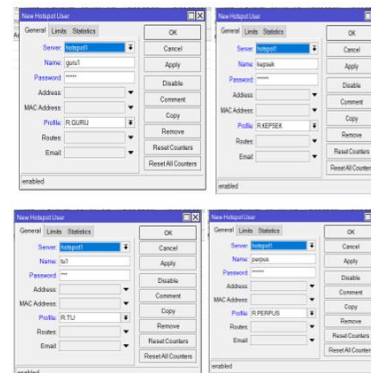 New Hotspot User
General Limits Statistics
Server: hotspot1
Name: guru1
Password: *****
Address:
MAC Address:
Profile: R.GURU
Routes:
Email:
OK
Cancel
Apply
Disable
Comment
Copy
Remove
Reset Counters
Reset All Counters
enabled
New Hotspot User
General Limits Statistics
Server: hotspot1
Name: kepsek
Password: *****
Address:
MAC Address:
Profile: R.KEPSEK
Routes:
Email:
OK
Cancel
Apply
Disable
Comment
Copy
Remove
Reset Counters
Reset All Counters
enabled
New Hotspot User
General Limits Statistics
Server: hotspot1
Name: tu1
Password: ***
Address:
MAC Address:
Profile: R.TU
Routes:
Email:
OK
Cancel
Apply
Disable
Comment
Copy
Remove
Reset Counters
Reset All Counters
enabled
New Hotspot User
General Limits Statistics
Server: hotspot1
Name: perpus
Password: *****
Address:
MAC Address:
Profile: R.PERPUS
Routes:
Email:
OK
Cancel
Apply
Disable
Comment
Copy
Remove
Reset Counters
Reset All Counters
enabled